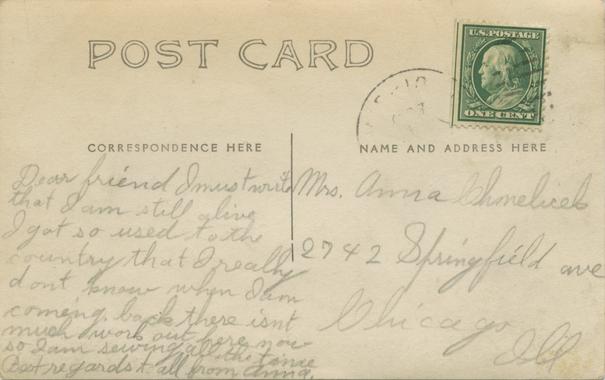 POST CARD
U.S. POSTAGE
ONE CENT
CORRESPONDENCE HERE
NAME AND ADDRESS HERE
Dear friend I must write
that I am still alive
I got so used to the
country that I really
dont know when I am
coming back there isnt
much work out here now
so I am sewing all the time
Best regards t. all from Anna.
Mrs. Anna
2742 Springfield ave
Chicago
Ill